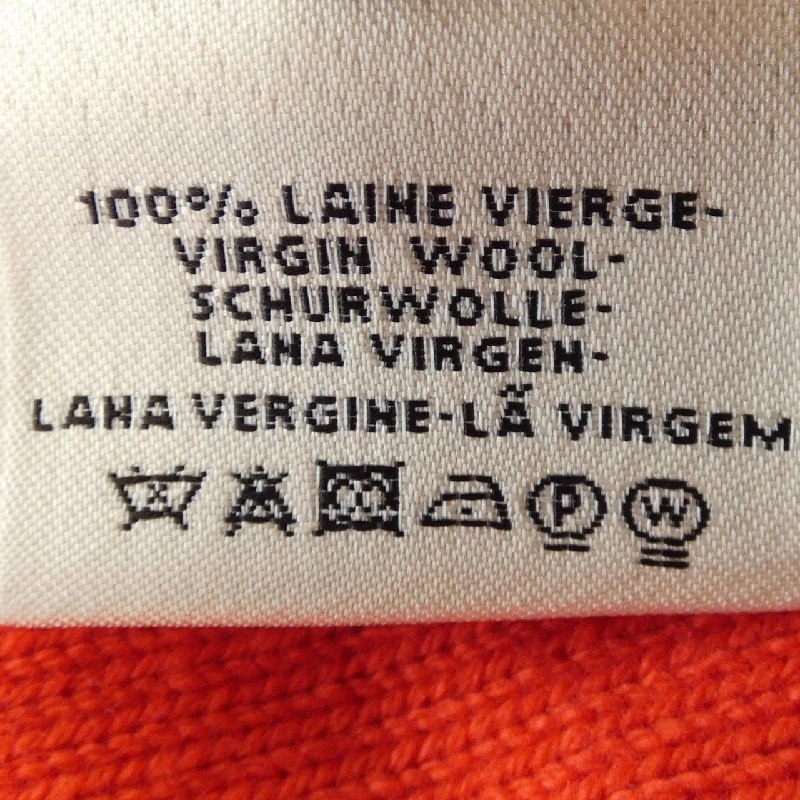 100% LAINE VIERGE-
VIRGIN WOOL-
SCHURWOLLE-
LANA VIRGEN-
LANA VERGINE-LÃ VIRGEM
P W